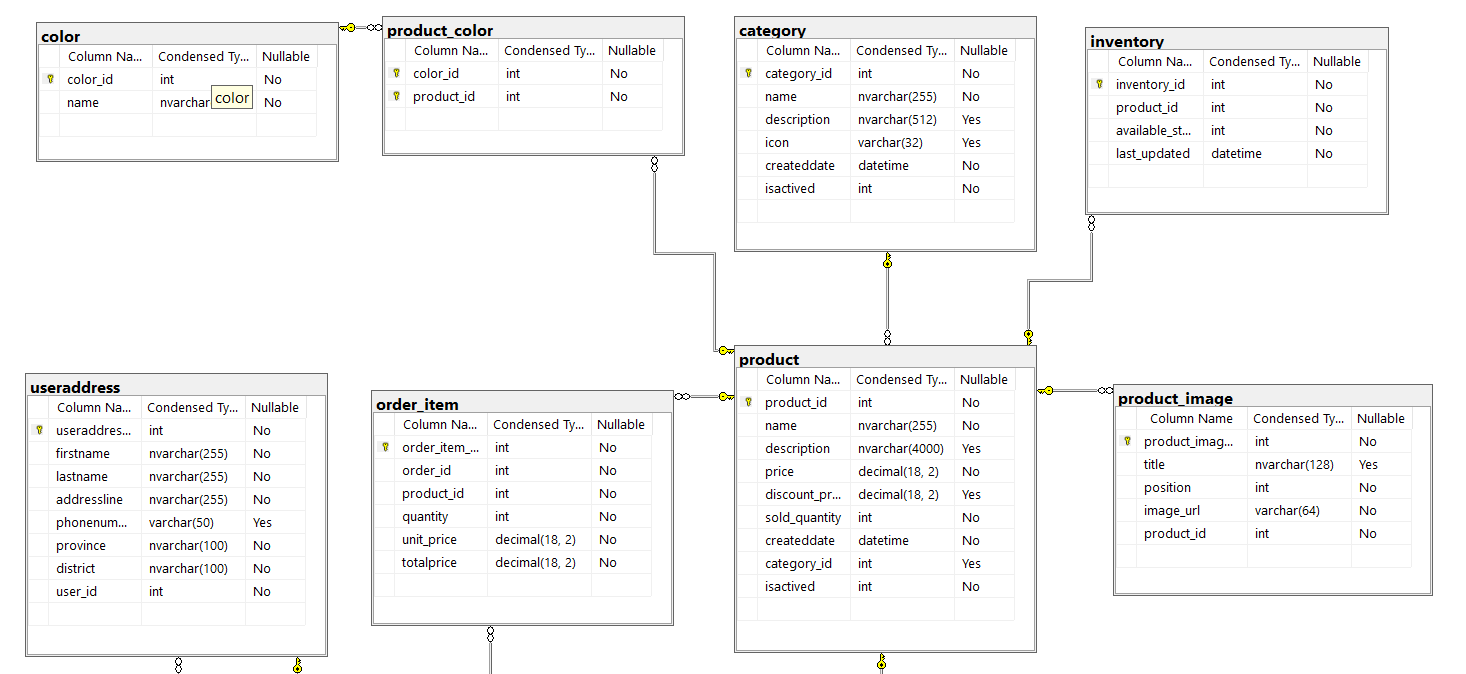 color
Column Na... Condensed Ty... Nullable
color_id int No
name nvarchar No
color
product_color
Column Na... Condensed Ty... Nullable
color_id int No
product_id int No
category
Column Na... Condensed Ty... Nullable
category_id int No
name nvarchar(255) No
description nvarchar(512) Yes
icon varchar(32) Yes
createddate datetime No
isactived int No
inventory
Column Na... Condensed Ty... Nullable
inventory_id int No
product_id int No
available_st... int No
last_updated datetime No
useraddress
Column Na... Condensed Ty... Nullable
useraddres... int No
firstname nvarchar(255) No
lastname nvarchar(255) No
addressline nvarchar(255) No
phonenum... varchar(50) Yes
province nvarchar(100) No
district nvarchar(100) No
user_id int No
order_item
Column Na... Condensed Ty... Nullable
order_item_... int No
order_id int No
product_id int No
quantity int No
unit_price decimal(18, 2) No
totalprice decimal(18, 2) No
product
Column Na... Condensed Ty... Nullable
product_id int No
name nvarchar(255) No
description nvarchar(4000) Yes
price decimal(18, 2) No
discount_pr... decimal(18, 2) Yes
sold_quantity int No
createddate datetime No
category_id int Yes
isactived int No
product_image
Column Name Condensed Ty... Nullable
product_imag... int No
title nvarchar(128) Yes
position int No
image_url varchar(64) No
product_id int No